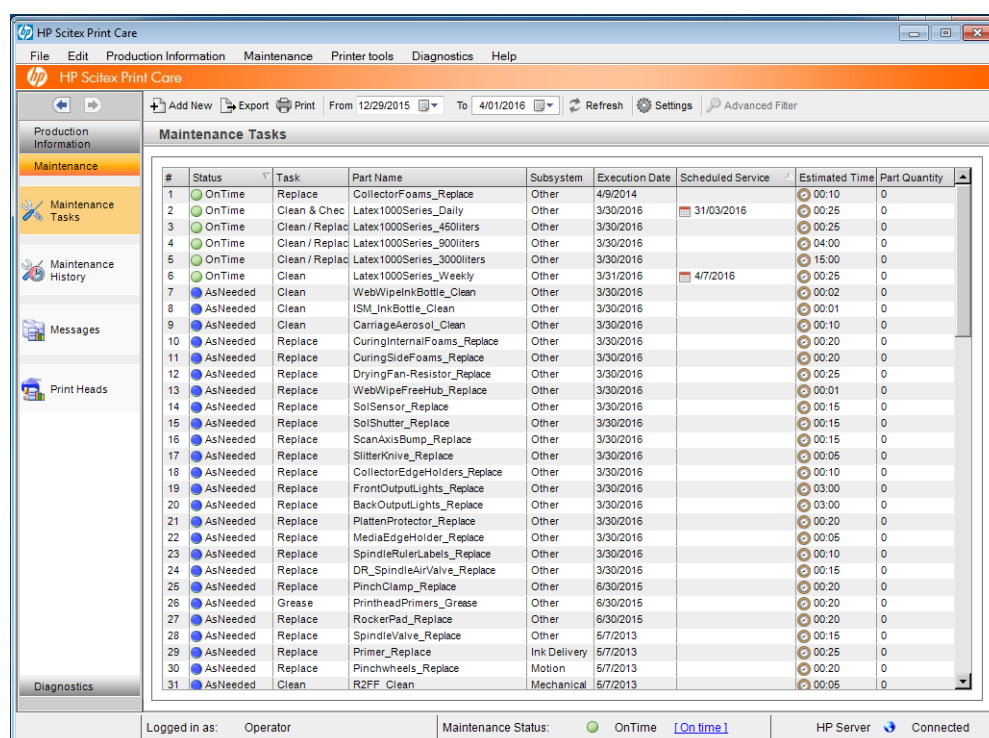 HP Scitex Print Care
File Edit Production Information Maintenance Printer tools Diagnostics Help
hp HP Scitex Print Care
Add New Export Print From 12/29/2015 To 4/01/2016 Refresh Settings Advanced Filter
Production Information
Maintenance
Maintenance Tasks
Maintenance History
Messages
Print Heads
Diagnostics
Maintenance Tasks
# Status Task Part Name Subsystem Execution Date Scheduled Service Estimated Time Part Quantity
1 OnTime Replace CollectorFoams_Replace Other 4/9/2014 00:10 0
2 OnTime Clean & Chec Latex1000Series_Daily Other 3/30/2016 31/03/2016 00:25 0
3 OnTime Clean / Replac Latex1000Series_450liters Other 3/30/2016 00:25 0
4 OnTime Clean / Replac Latex1000Series_900liters Other 3/30/2016 04:00 0
5 OnTime Clean / Replac Latex1000Series_3000liters Other 3/30/2016 15:00 0
6 OnTime Clean Latex1000Series_Weekly Other 3/31/2016 4/7/2016 00:25 0
7 AsNeeded Clean WebWipeInkBottle_Clean Other 3/30/2016 00:02 0
8 AsNeeded Clean ISM_InkBottle_Clean Other 3/30/2016 00:01 0
9 AsNeeded Clean CarriageAerosol_Clean Other 3/30/2016 00:10 0
10 AsNeeded Replace CuringInternalFoams_Replace Other 3/30/2016 00:20 0
11 AsNeeded Replace CuringSideFoams_Replace Other 3/30/2016 00:20 0
12 AsNeeded Replace DryingFan-Resistor_Replace Other 3/30/2016 00:25 0
13 AsNeeded Replace WebWipeFreeHub_Replace Other 3/30/2016 00:01 0
14 AsNeeded Replace SolSensor_Replace Other 3/30/2016 00:15 0
15 AsNeeded Replace SolShutter_Replace Other 3/30/2016 00:15 0
16 AsNeeded Replace ScanAxisBump_Replace Other 3/30/2016 00:15 0
17 AsNeeded Replace SlitterKnive_Replace Other 3/30/2016 00:05 0
18 AsNeeded Replace CollectorEdgeHolders_Replace Other 3/30/2016 00:10 0
19 AsNeeded Replace FrontOutputLights_Replace Other 3/30/2016 03:00 0
20 AsNeeded Replace BackOutputLights_Replace Other 3/30/2016 03:00 0
21 AsNeeded Replace PlattenProtector_Replace Other 3/30/2016 00:20 0
22 AsNeeded Replace MediaEdgeHolder_Replace Other 3/30/2016 00:05 0
23 AsNeeded Replace SpindleRulerLabels_Replace Other 3/30/2016 00:10 0
24 AsNeeded Replace DR_SpindleAirValve_Replace Other 3/30/2016 00:15 0
25 AsNeeded Replace PinchClamp_Replace Other 6/30/2015 00:20 0
26 AsNeeded Grease PrintheadPrimers_Grease Other 6/30/2015 00:20 0
27 AsNeeded Replace RockerPad_Replace Other 6/30/2015 00:20 0
28 AsNeeded Replace SpindleValve_Replace Other 5/7/2013 00:15 0
29 AsNeeded Replace Primer_Replace Ink Delivery 5/7/2013 00:25 0
30 AsNeeded Replace Pinchwheels_Replace Motion 5/7/2013 00:20 0
31 AsNeeded Clean R2FF_Clean Mechanical 5/7/2013 00:05 0
Logged in as: Operator Maintenance Status: OnTime [ On time ] HP Server Connected